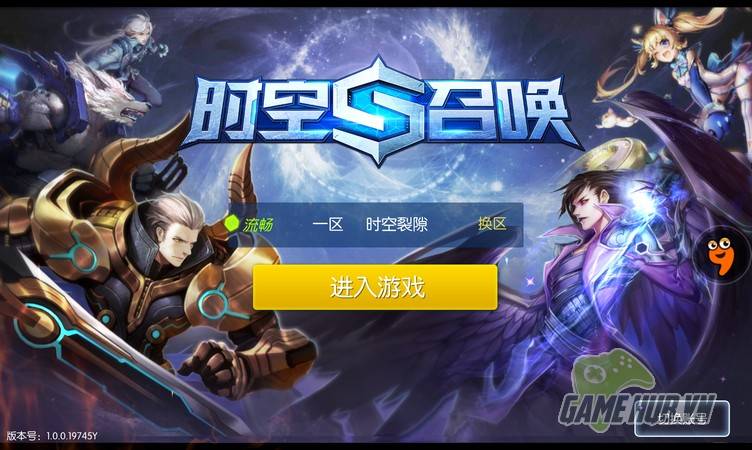 时空S召唤
流畅 一区 时空裂隙 换区
进入游戏
GAMEHUB.VN
切换账号
版本号：1.0.0.19745Y